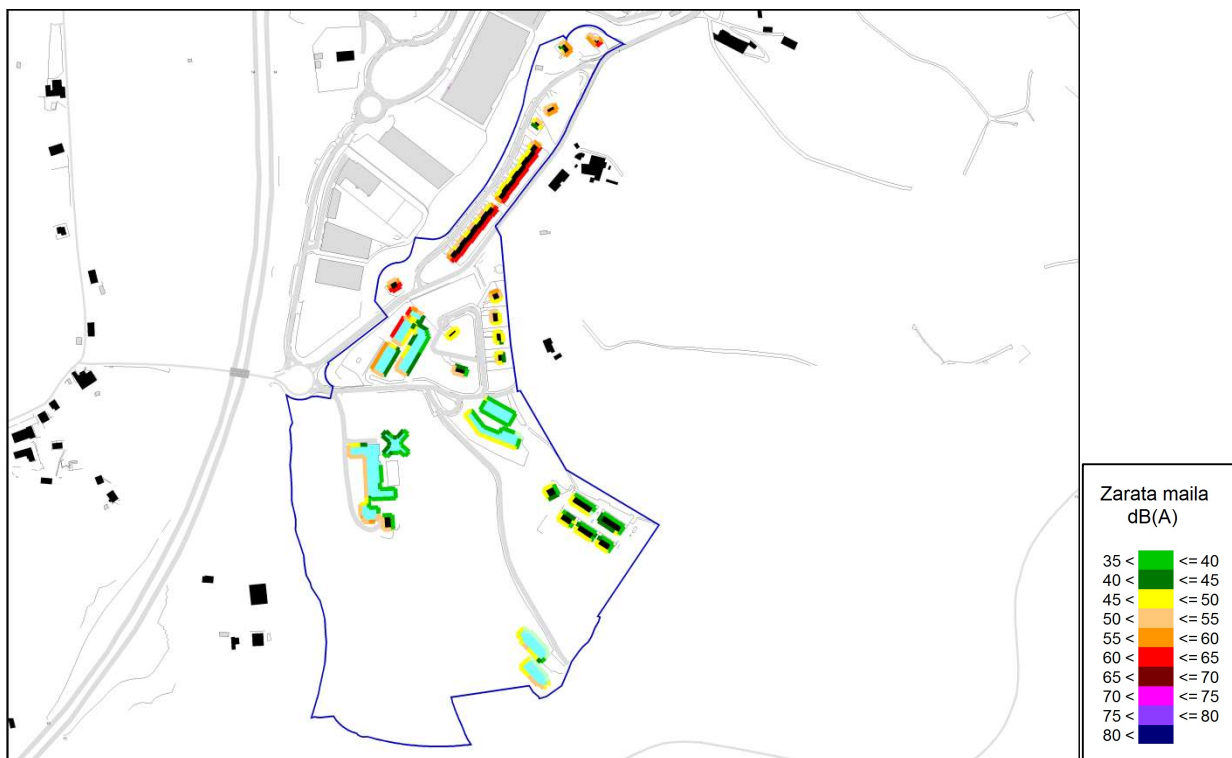 Zarata maila
dB(A)
35 < <= 40
40 < <= 45
45 < <= 50
50 < <= 55
55 < <= 60
60 < <= 65
65 < <= 70
70 < <= 75
75 < <= 80
80 <